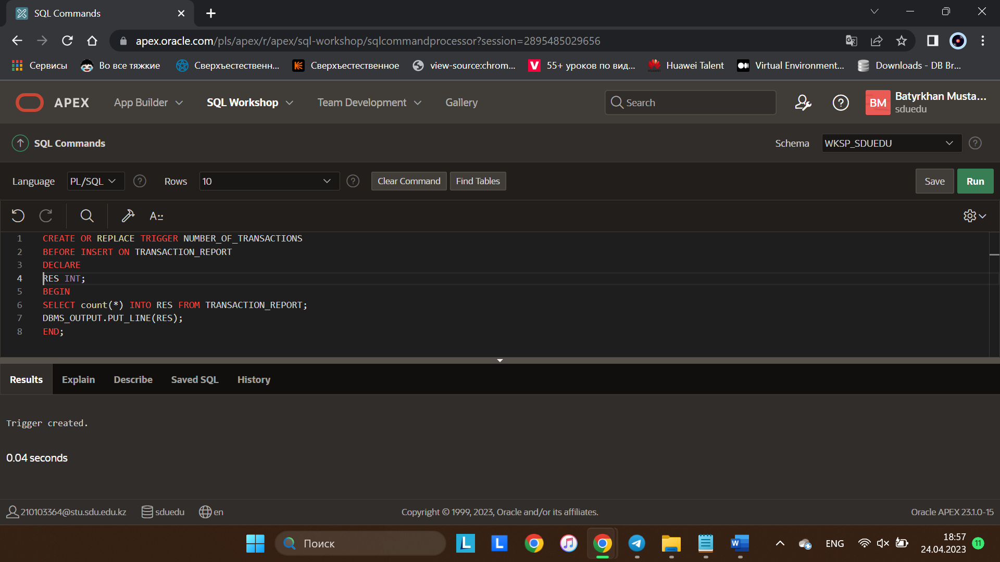 SQL Commands
apex.oracle.com/pls/apex/r/apex/sql-workshop/sqlcommandprocessor?session=2895485029656
Сервисы
Во все тяжкие
Сверхъестественн...
Сверхъестественное
view-source:chrom...
55+ уроков по вид...
Huawei Talent
Virtual Environment...
Downloads - DB Br...
APEX
App Builder
SQL Workshop
Team Development
Gallery
Search
BM
Batyrkhan Musta...
sduedu
SQL Commands
Schema
WKSP_SDUEDU
Language
PL/SQL
Rows
10
Clear Command
Find Tables
Save
Run
1 CREATE OR REPLACE TRIGGER NUMBER_OF_TRANSACTIONS
2 BEFORE INSERT ON TRANSACTION_REPORT
3 DECLARE
4 RES INT;
5 BEGIN
6 SELECT count(*) INTO RES FROM TRANSACTION_REPORT;
7 DBMS_OUTPUT.PUT_LINE(RES);
8 END;
Results
Explain
Describe
Saved SQL
History
Trigger created.
0.04 seconds
210103364@stu.sdu.edu.kz
sduedu
en
Copyright © 1999, 2023, Oracle and/or its affiliates.
Oracle APEX 23.1.0-15
Поиск
ENG
18:57
24.04.2023
11